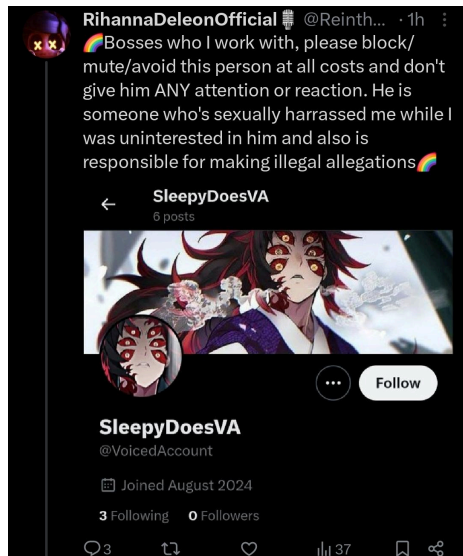 RihannaDeleonOfficial🎙️ @Reinth... · 1h
🌈Bosses who I work with, please block/
mute/avoid this person at all costs and don't
give him ANY attention or reaction. He is
someone who's sexually harrassed me while I
was uninterested in him and also is
responsible for making illegal allegations🌈
SleepyDoesVA
6 posts
Follow
SleepyDoesVA
@VoicedAccount
Joined August 2024
3 Following 0 Followers
3 37